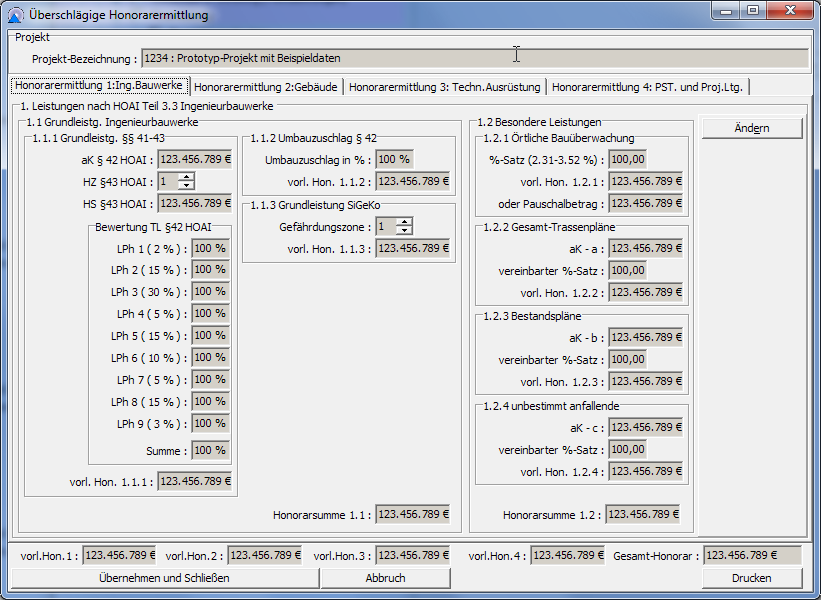 Überschlägige Honorarermittlung
Projekt
Projekt-Bezeichnung : 1234 : Prototyp-Projekt mit Beispieldaten
Honorarermittlung 1:Ing.Bauwerke Honorarermittlung 2:Gebäude Honorarermittlung 3: Techn.Ausrüstung Honorarermittlung 4: PST. und Proj.Ltg.
1. Leistungen nach HOAI Teil 3.3 Ingenieurbauwerke
1.1 Grundleistg. Ingenieurbauwerke
1.1.1 Grundleistg. §§ 41-43
aK § 42 HOAI : 123.456.789 €
HZ §43 HOAI : 1
HS §43 HOAI : 123.456.789 €
Bewertung TL §42 HOAI
LPh 1 ( 2 % ) : 100 %
LPh 2 ( 15 % ) : 100 %
LPh 3 ( 30 % ) : 100 %
LPh 4 ( 5 % ) : 100 %
LPh 5 ( 15 % ) : 100 %
LPh 6 ( 10 % ) : 100 %
LPh 7 ( 5 % ) : 100 %
LPh 8 ( 15 % ) : 100 %
LPh 9 ( 3 % ) : 100 %
Summe : 100 %
vorl. Hon. 1.1.1 : 123.456.789 €
1.1.2 Umbauzuschlag § 42
Umbauzuschlag in % : 100 %
vorl. Hon. 1.1.2 : 123.456.789 €
1.1.3 Grundleistung SiGeKo
Gefährdungszone : 1
vorl. Hon. 1.1.3 : 123.456.789 €
Honorarsumme 1.1 : 123.456.789 €
1.2 Besondere Leistungen
1.2.1 Örtliche Bauüberwachung
%-Satz (2.31-3.52 %) : 100,00
vorl. Hon. 1.2.1 : 123.456.789 €
oder Pauschalbetrag : 123.456.789 €
1.2.2 Gesamt-Trassenpläne
aK - a : 123.456.789 €
vereinbarter %-Satz : 100,00
vorl. Hon. 1.2.2 : 123.456.789 €
1.2.3 Bestandspläne
aK - b : 123.456.789 €
vereinbarter %-Satz : 100,00
vorl. Hon. 1.2.3 : 123.456.789 €
1.2.4 unbestimmt anfallende
aK - c : 123.456.789 €
vereinbarter %-Satz : 100,00
vorl. Hon. 1.2.4 : 123.456.789 €
Honorarsumme 1.2 : 123.456.789 €
Ändern
vorl.Hon.1 : 123.456.789 € vorl.Hon.2 : 123.456.789 € vorl.Hon.3 : 123.456.789 € vorl.Hon.4 : 123.456.789 € Gesamt-Honorar : 123.456.789 €
Übernehmen und Schließen Abbruch Drucken